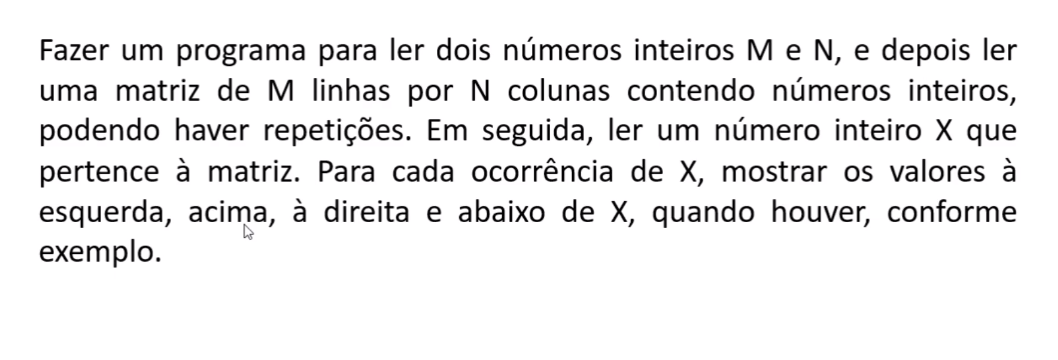 Fazer um programa para ler dois números inteiros M e N, e depois ler
uma matriz de M linhas por N colunas contendo números inteiros,
podendo haver repetições. Em seguida, ler um número inteiro X que
pertence à matriz. Para cada ocorrência de X, mostrar os valores à
esquerda, acima, à direita e abaixo de X, quando houver, conforme
exemplo.